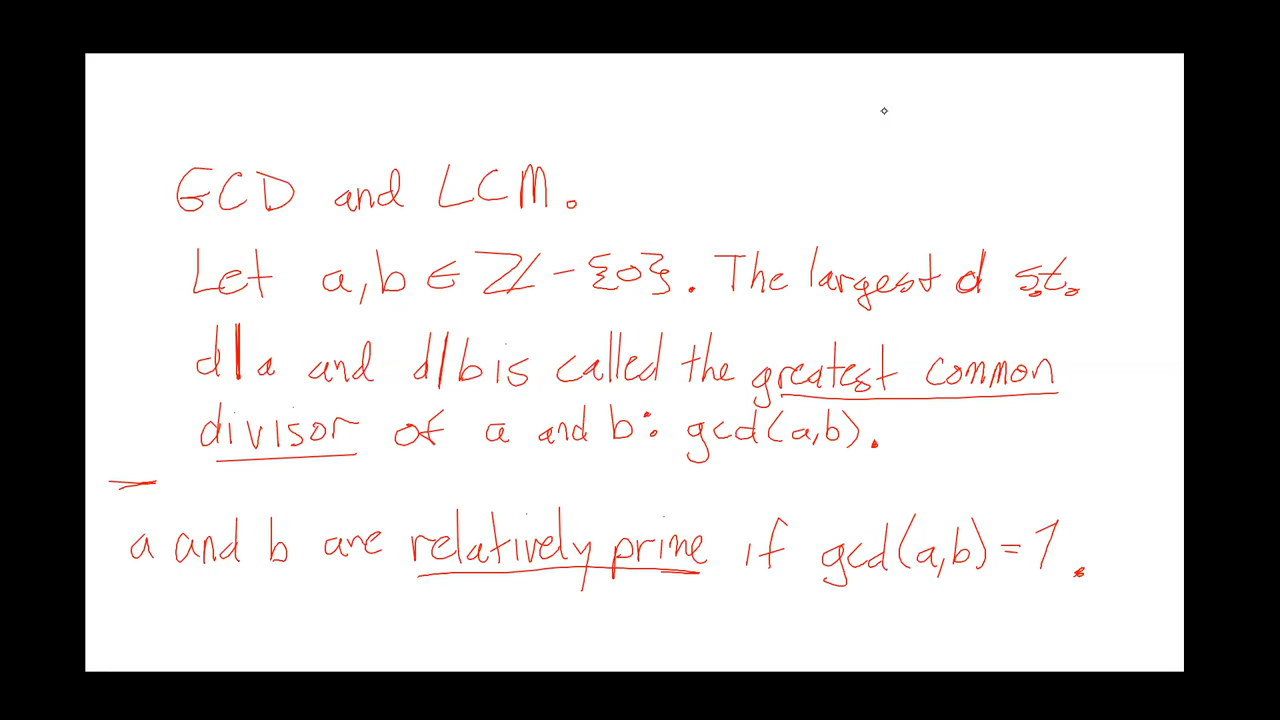 GCD and LCM.
Let a,b ∈ ℤ - {0}. The largest d s.t.
d|a and d|b is called the greatest common
divisor of a and b: gcd(a,b).
a and b are relatively prime if gcd(a,b) = 1.